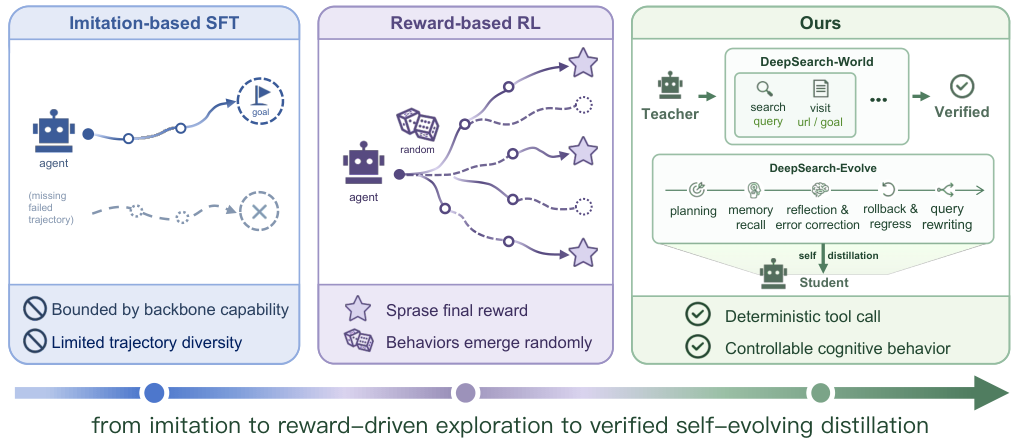 Imitation-based SFT
agent
goal
(missing
failed
trajectory)
Bounded by backbone capability
Limited trajectory diversity
Reward-based RL
random
agent
Sprase final reward
Behaviors emerge randomly
Ours
Teacher
DeepSearch-World
search
query
visit
url / goal
•••
Verified
DeepSearch-Evolve
planning
memory
recall
reflection &
error correction
rollback &
regress
query
rewriting
self distillation
Student
Deterministic tool call
Controllable cognitive behavior
from imitation to reward–driven exploration to verified self–evolving distillation